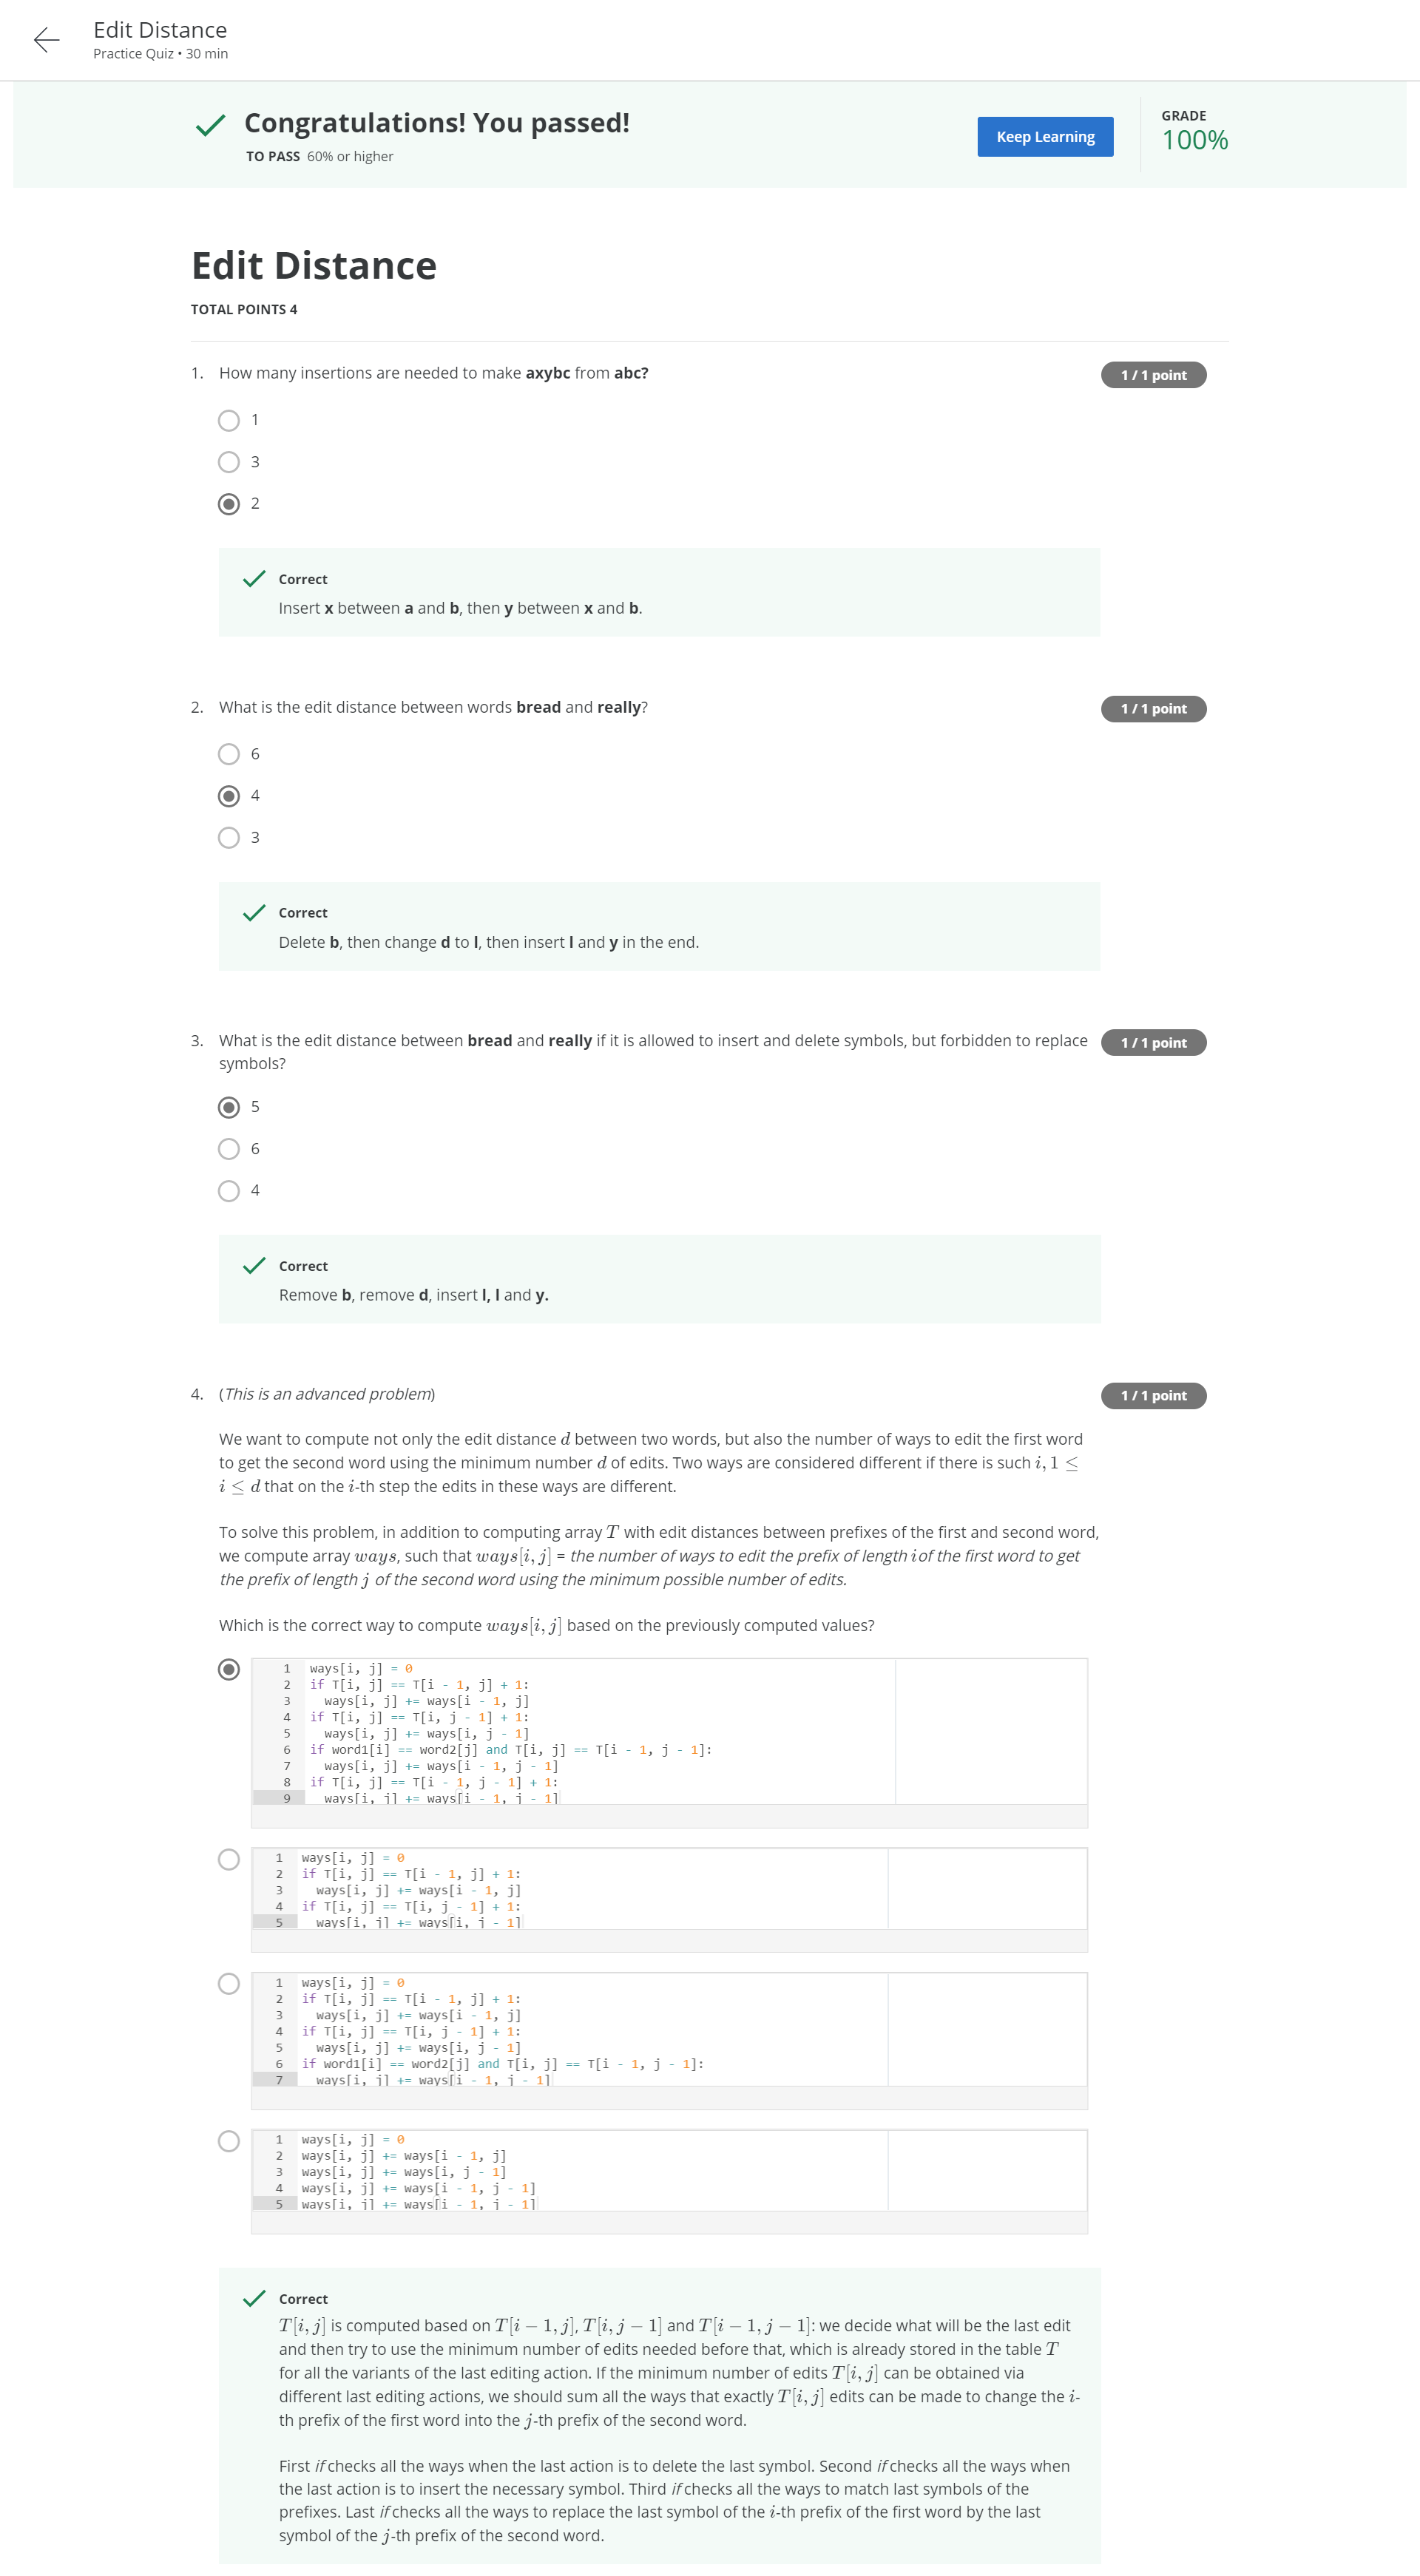 Edit Distance
Practice Quiz • 30 min
Congratulations! You passed!
TO PASS 60% or higher
Keep Learning
GRADE
100%
Edit Distance
TOTAL POINTS 4
1. How many insertions are needed to make axybc from abc?
1 / 1 point
1
3
2
Correct
Insert x between a and b, then y between x and b.
2. What is the edit distance between words bread and really?
1 / 1 point
6
4
3
Correct
Delete b, then change d to l, then insert l and y in the end.
3. What is the edit distance between bread and really if it is allowed to insert and delete symbols, but forbidden to replace
symbols?
1 / 1 point
5
6
4
Correct
Remove b, remove d, insert l, l and y.
4. (This is an advanced problem)
1 / 1 point
We want to compute not only the edit distance d between two words, but also the number of ways to edit the first word
to get the second word using the minimum number d of edits. Two ways are considered different if there is such i, 1 ≤
i ≤ d that on the i-th step the edits in these ways are different.
To solve this problem, in addition to computing array T with edit distances between prefixes of the first and second word,
we compute array ways, such that ways[i, j] = the number of ways to edit the prefix of length i of the first word to get
the prefix of length j of the second word using the minimum possible number of edits.
Which is the correct way to compute ways[i, j] based on the previously computed values?
1 ways[i, j] = 0
2 if T[i, j] == T[i - 1, j] + 1:
3 ways[i, j] += ways[i - 1, j]
4 if T[i, j] == T[i, j - 1] + 1:
5 ways[i, j] += ways[i, j - 1]
6 if word1[i] == word2[j] and T[i, j] == T[i - 1, j - 1]:
7 ways[i, j] += ways[i - 1, j - 1]
8 if T[i, j] == T[i - 1, j - 1] + 1:
9 ways[i, j] += ways[i - 1, j - 1]
1 ways[i, j] = 0
2 if T[i, j] == T[i - 1, j] + 1:
3 ways[i, j] += ways[i - 1, j]
4 if T[i, j] == T[i, j - 1] + 1:
5 ways[i, j] += ways[i, j - 1]
1 ways[i, j] = 0
2 if T[i, j] == T[i - 1, j] + 1:
3 ways[i, j] += ways[i - 1, j]
4 if T[i, j] == T[i, j - 1] + 1:
5 ways[i, j] += ways[i, j - 1]
6 if word1[i] == word2[j] and T[i, j] == T[i - 1, j - 1]:
7 ways[i, j] += ways[i - 1, j - 1]
1 ways[i, j] = 0
2 ways[i, j] += ways[i - 1, j]
3 ways[i, j] += ways[i, j - 1]
4 ways[i, j] += ways[i - 1, j - 1]
5 ways[i, j] += ways[i - 1, j - 1]
Correct
T[i, j] is computed based on T[i − 1, j], T[i, j − 1] and T[i − 1, j − 1]: we decide what will be the last edit
and then try to use the minimum number of edits needed before that, which is already stored in the table T
for all the variants of the last editing action. If the minimum number of edits T[i, j] can be obtained via
different last editing actions, we should sum all the ways that exactly T[i, j] edits can be made to change the i-
th prefix of the first word into the j-th prefix of the second word.
First if checks all the ways when the last action is to delete the last symbol. Second if checks all the ways when
the last action is to insert the necessary symbol. Third if checks all the ways to match last symbols of the
prefixes. Last if checks all the ways to replace the last symbol of the i-th prefix of the first word by the last
symbol of the j-th prefix of the second word.